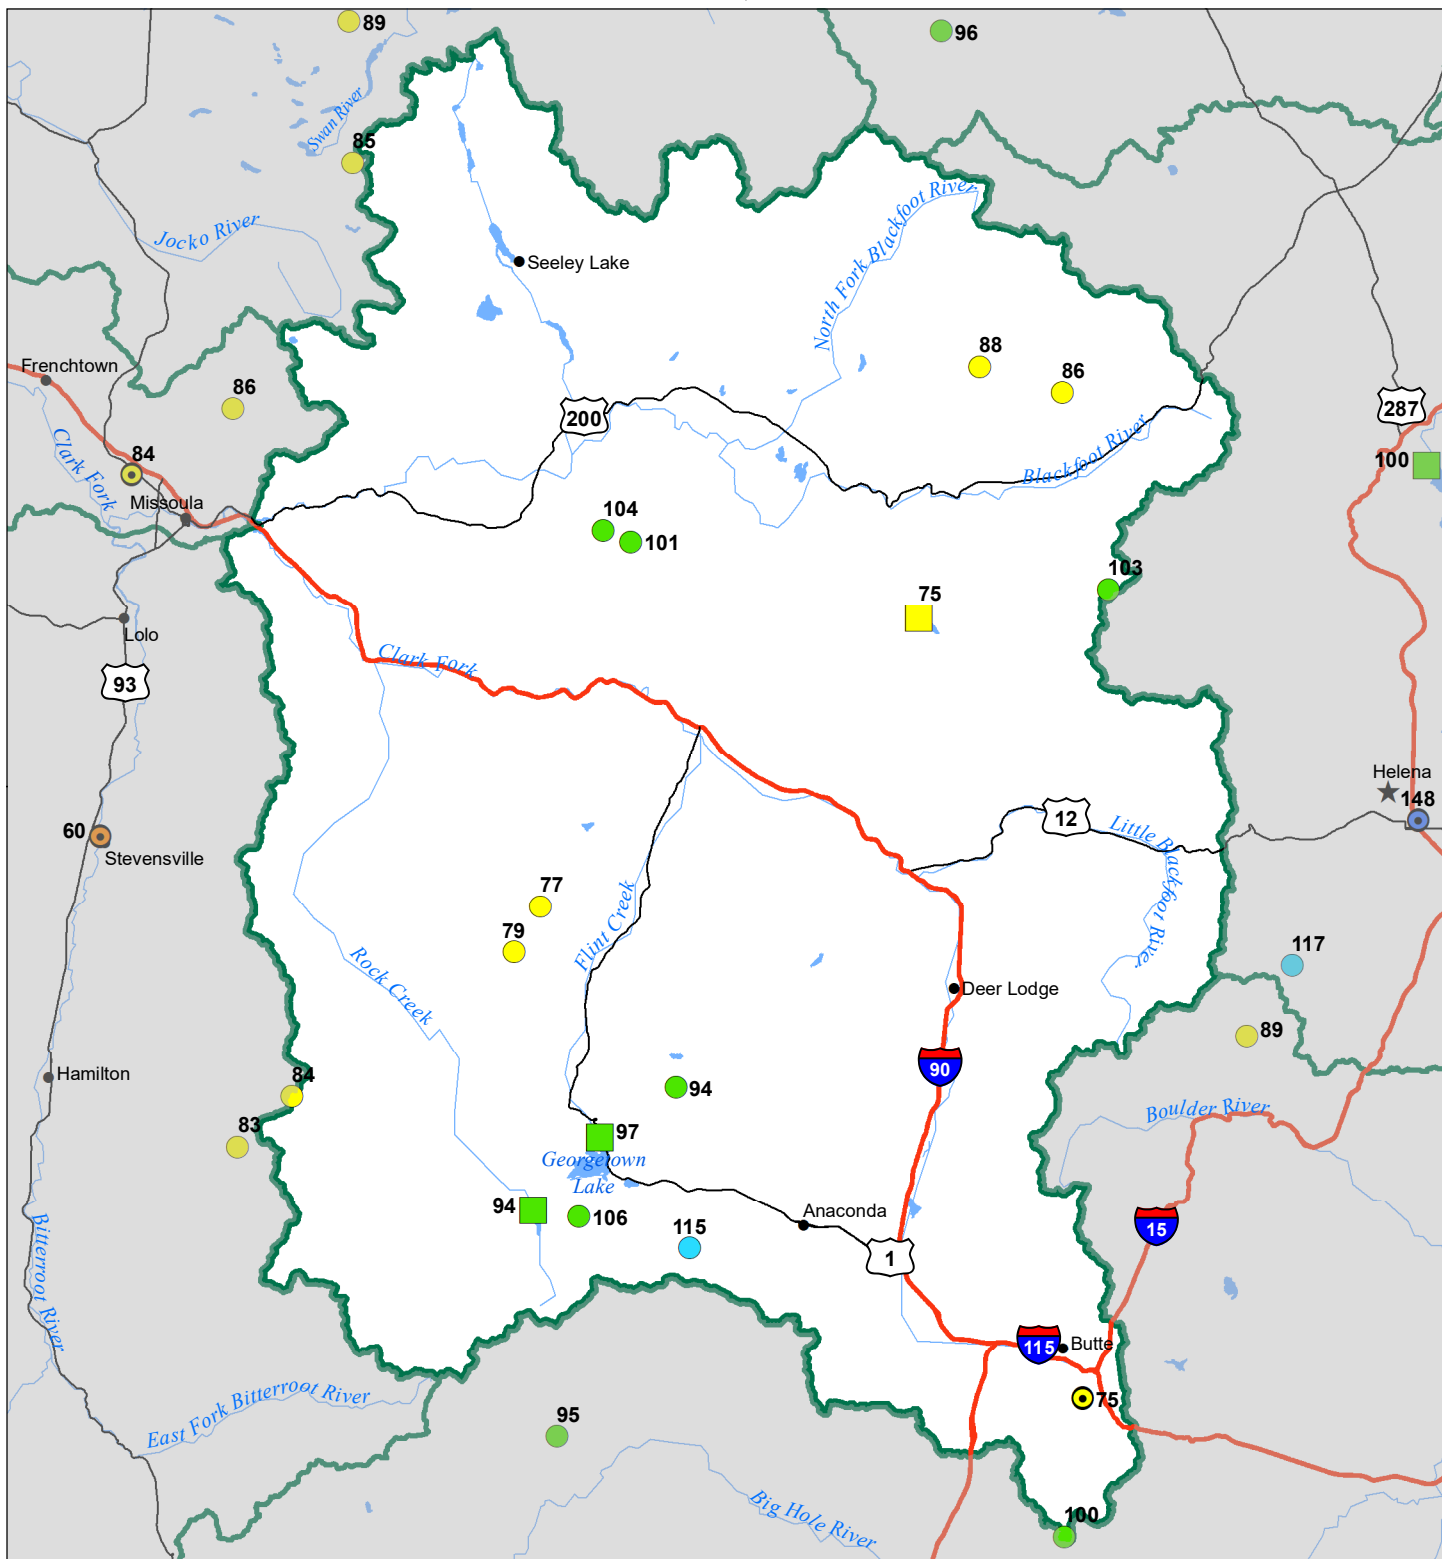 89
96
Swan River
85
Jocko River
North Fork Blackfoot River
Seeley Lake
Frenchtown
86
88
86
200
287
Clark Fork
84
Blackfoot River
100
Missoula
104
101
103
75
Lolo
Clark Fork
93
Helena
148
12
Little Blackfoot River
60
Stevensville
77
Flint Creek
79
Rock Creek
117
Deer Lodge
89
90
Hamilton
84
94
Boulder River
83
97
Georgetown
Lake
94
106
Anaconda
115
15
1
Bitterroot River
115
Butte
75
East Fork Bitterroot River
95
Big Hole River
100